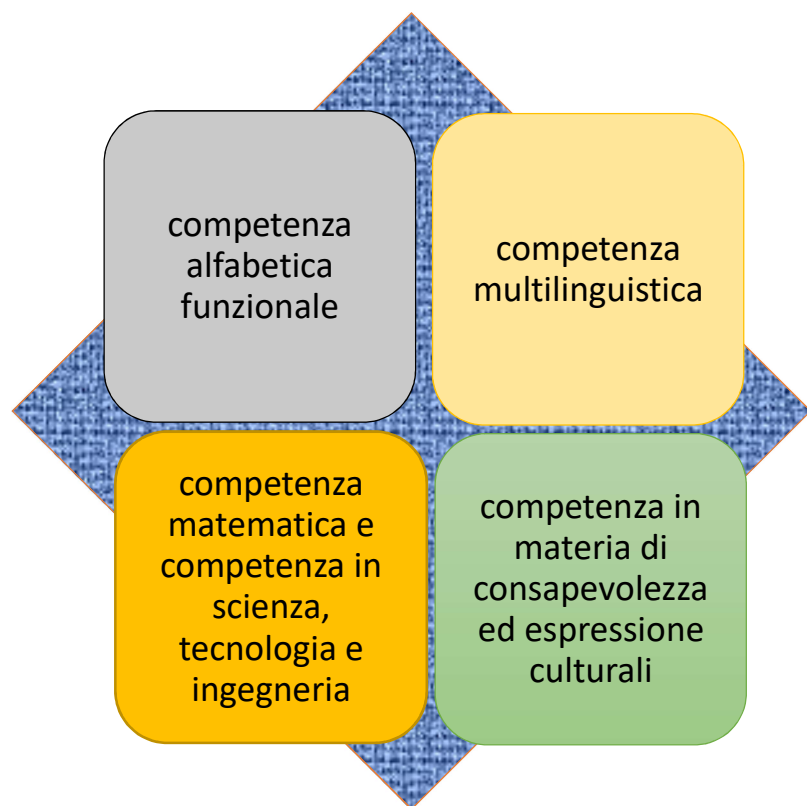 competenza
alfabetica
funzionale
competenza
multilinguistica
competenza
matematica e
competenza in
scienza,
tecnologia e
ingegneria
competenza in
materia di
consapevolezza
ed espressione
culturali